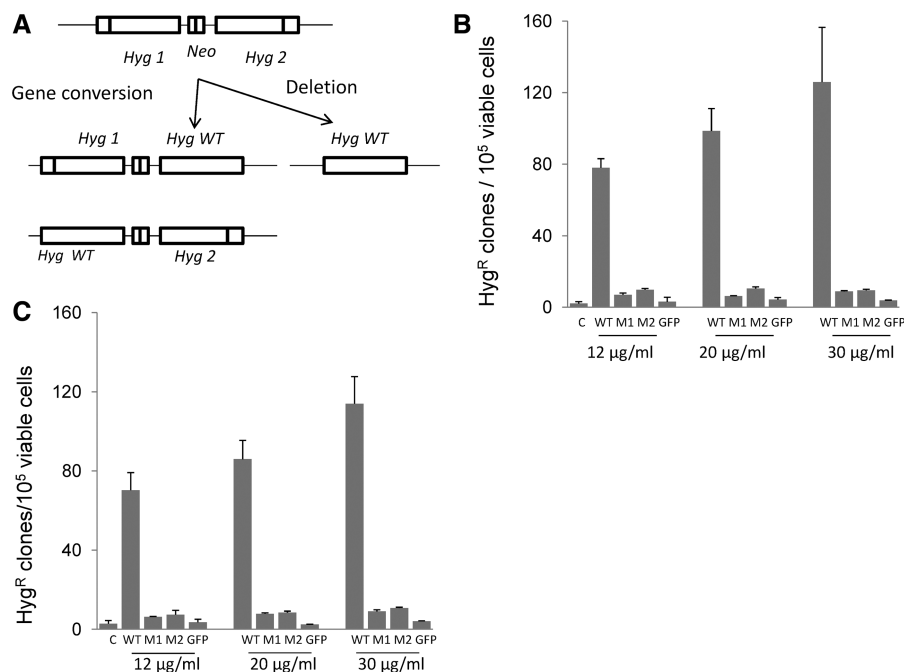 A
Hyg 1
Neo
Hyg 2
Gene conversion
Deletion
Hyg 1
Hyg WT
Hyg WT
Hyg WT
Hyg 2
B
Hygᴿ clones / 10⁵ viable cells
160
120
80
40
0
C WT M1 M2 GFP WT M1 M2 GFP WT M1 M2 GFP
12 µg/ml 20 µg/ml 30 µg/ml
C
Hygᴿ clones/10⁵ viable cells
160
120
80
40
0
C WT M1 M2 GFP WT M1 M2 GFP WT M1 M2 GFP
12 µg/ml 20 µg/ml 30 µg/ml